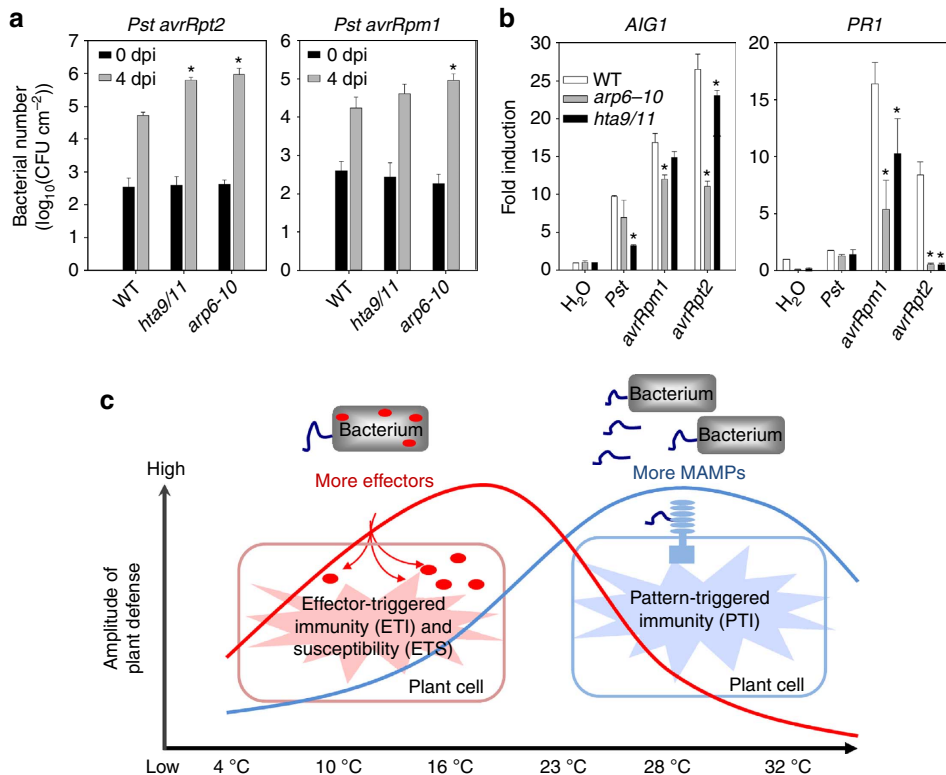 a
Pst avrRpt2
Pst avrRpm1
Bacterial number
(log10(CFU cm−2))
7
6
5
4
3
2
1
0
0 dpi
4 dpi
*
*
WT
hta9/11
arp6-10
6
5
4
3
2
1
0
0 dpi
4 dpi
*
WT
hta9/11
arp6-10
b
AIG1
PR1
Fold induction
30
25
20
15
10
5
0
WT
arp6–10
hta9/11
*
*
*
*
H2O
Pst
avrRpm1
avrRpt2
20
15
10
5
0
*
*
* *
H2O
Pst
avrRpm1
avrRpt2
c
Bacterium
Bacterium
Bacterium
More effectors
More MAMPs
High
Amplitude of
plant defense
Effector-triggered
immunity (ETI) and
susceptibility (ETS)
Plant cell
Pattern-triggered
immunity (PTI)
Plant cell
Low 4 °C 10 °C 16 °C 23 °C 28 °C 32 °C